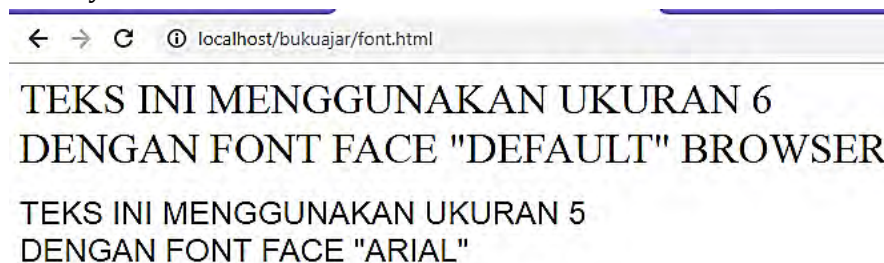 localhost/bukuajar/font.html
TEKS INI MENGGUNAKAN UKURAN 6
DENGAN FONT FACE "DEFAULT" BROWSER
TEKS INI MENGGUNAKAN UKURAN 5
DENGAN FONT FACE "ARIAL"